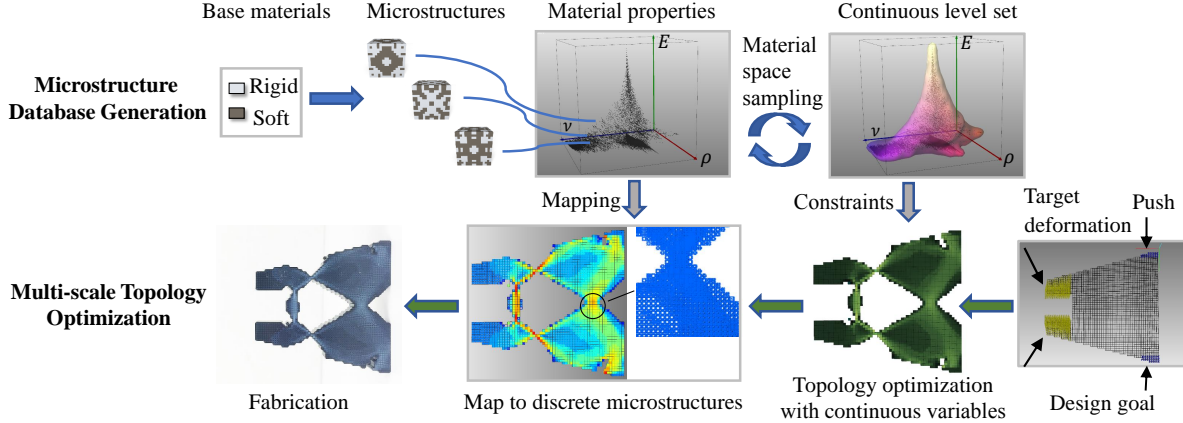 Base materials
Microstructures
Material properties
Continuous level set
Microstructure
Database Generation
Rigid
Soft
E
ν
ρ
Material
space
sampling
E
ν
ρ
Mapping
Constraints
Target
deformation
Push
Multi-scale Topology
Optimization
Fabrication
Map to discrete microstructures
Topology optimization
with continuous variables
Design goal